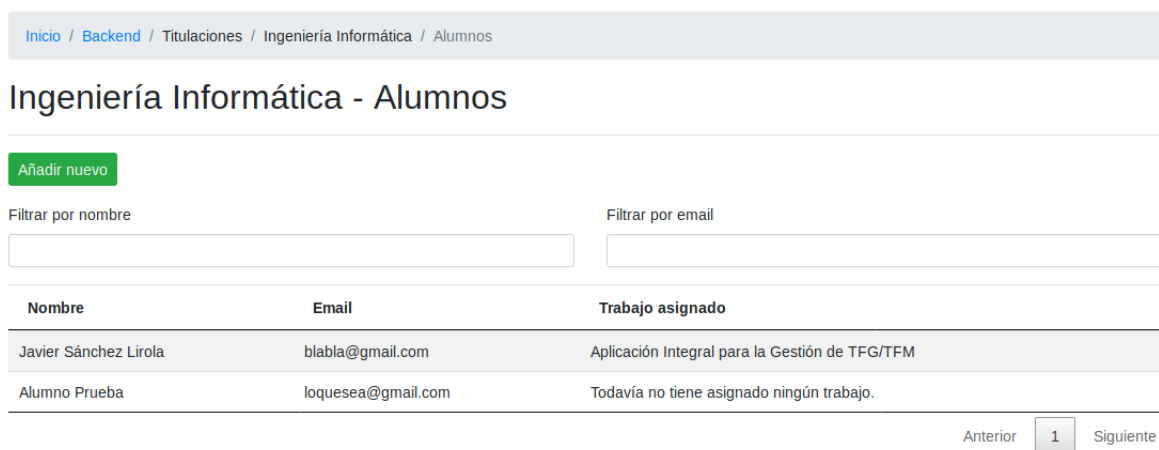 Inicio / Backend / Titulaciones / Ingeniería Informática / Alumnos
Ingeniería Informática - Alumnos
Añadir nuevo
Filtrar por nombre Filtrar por email
Nombre Email Trabajo asignado
Javier Sánchez Lirola blabla@gmail.com Aplicación Integral para la Gestión de TFG/TFM
Alumno Prueba loquesea@gmail.com Todavía no tiene asignado ningún trabajo.
Anterior 1 Siguiente